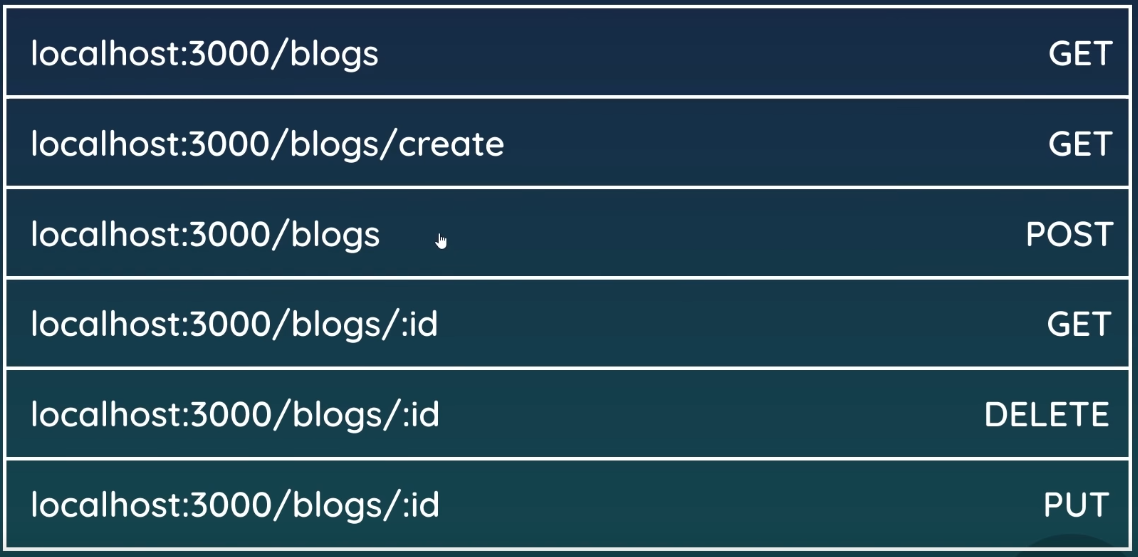 localhost:3000/blogs GET
localhost:3000/blogs/create GET
localhost:3000/blogs POST
localhost:3000/blogs/:id GET
localhost:3000/blogs/:id DELETE
localhost:3000/blogs/:id PUT